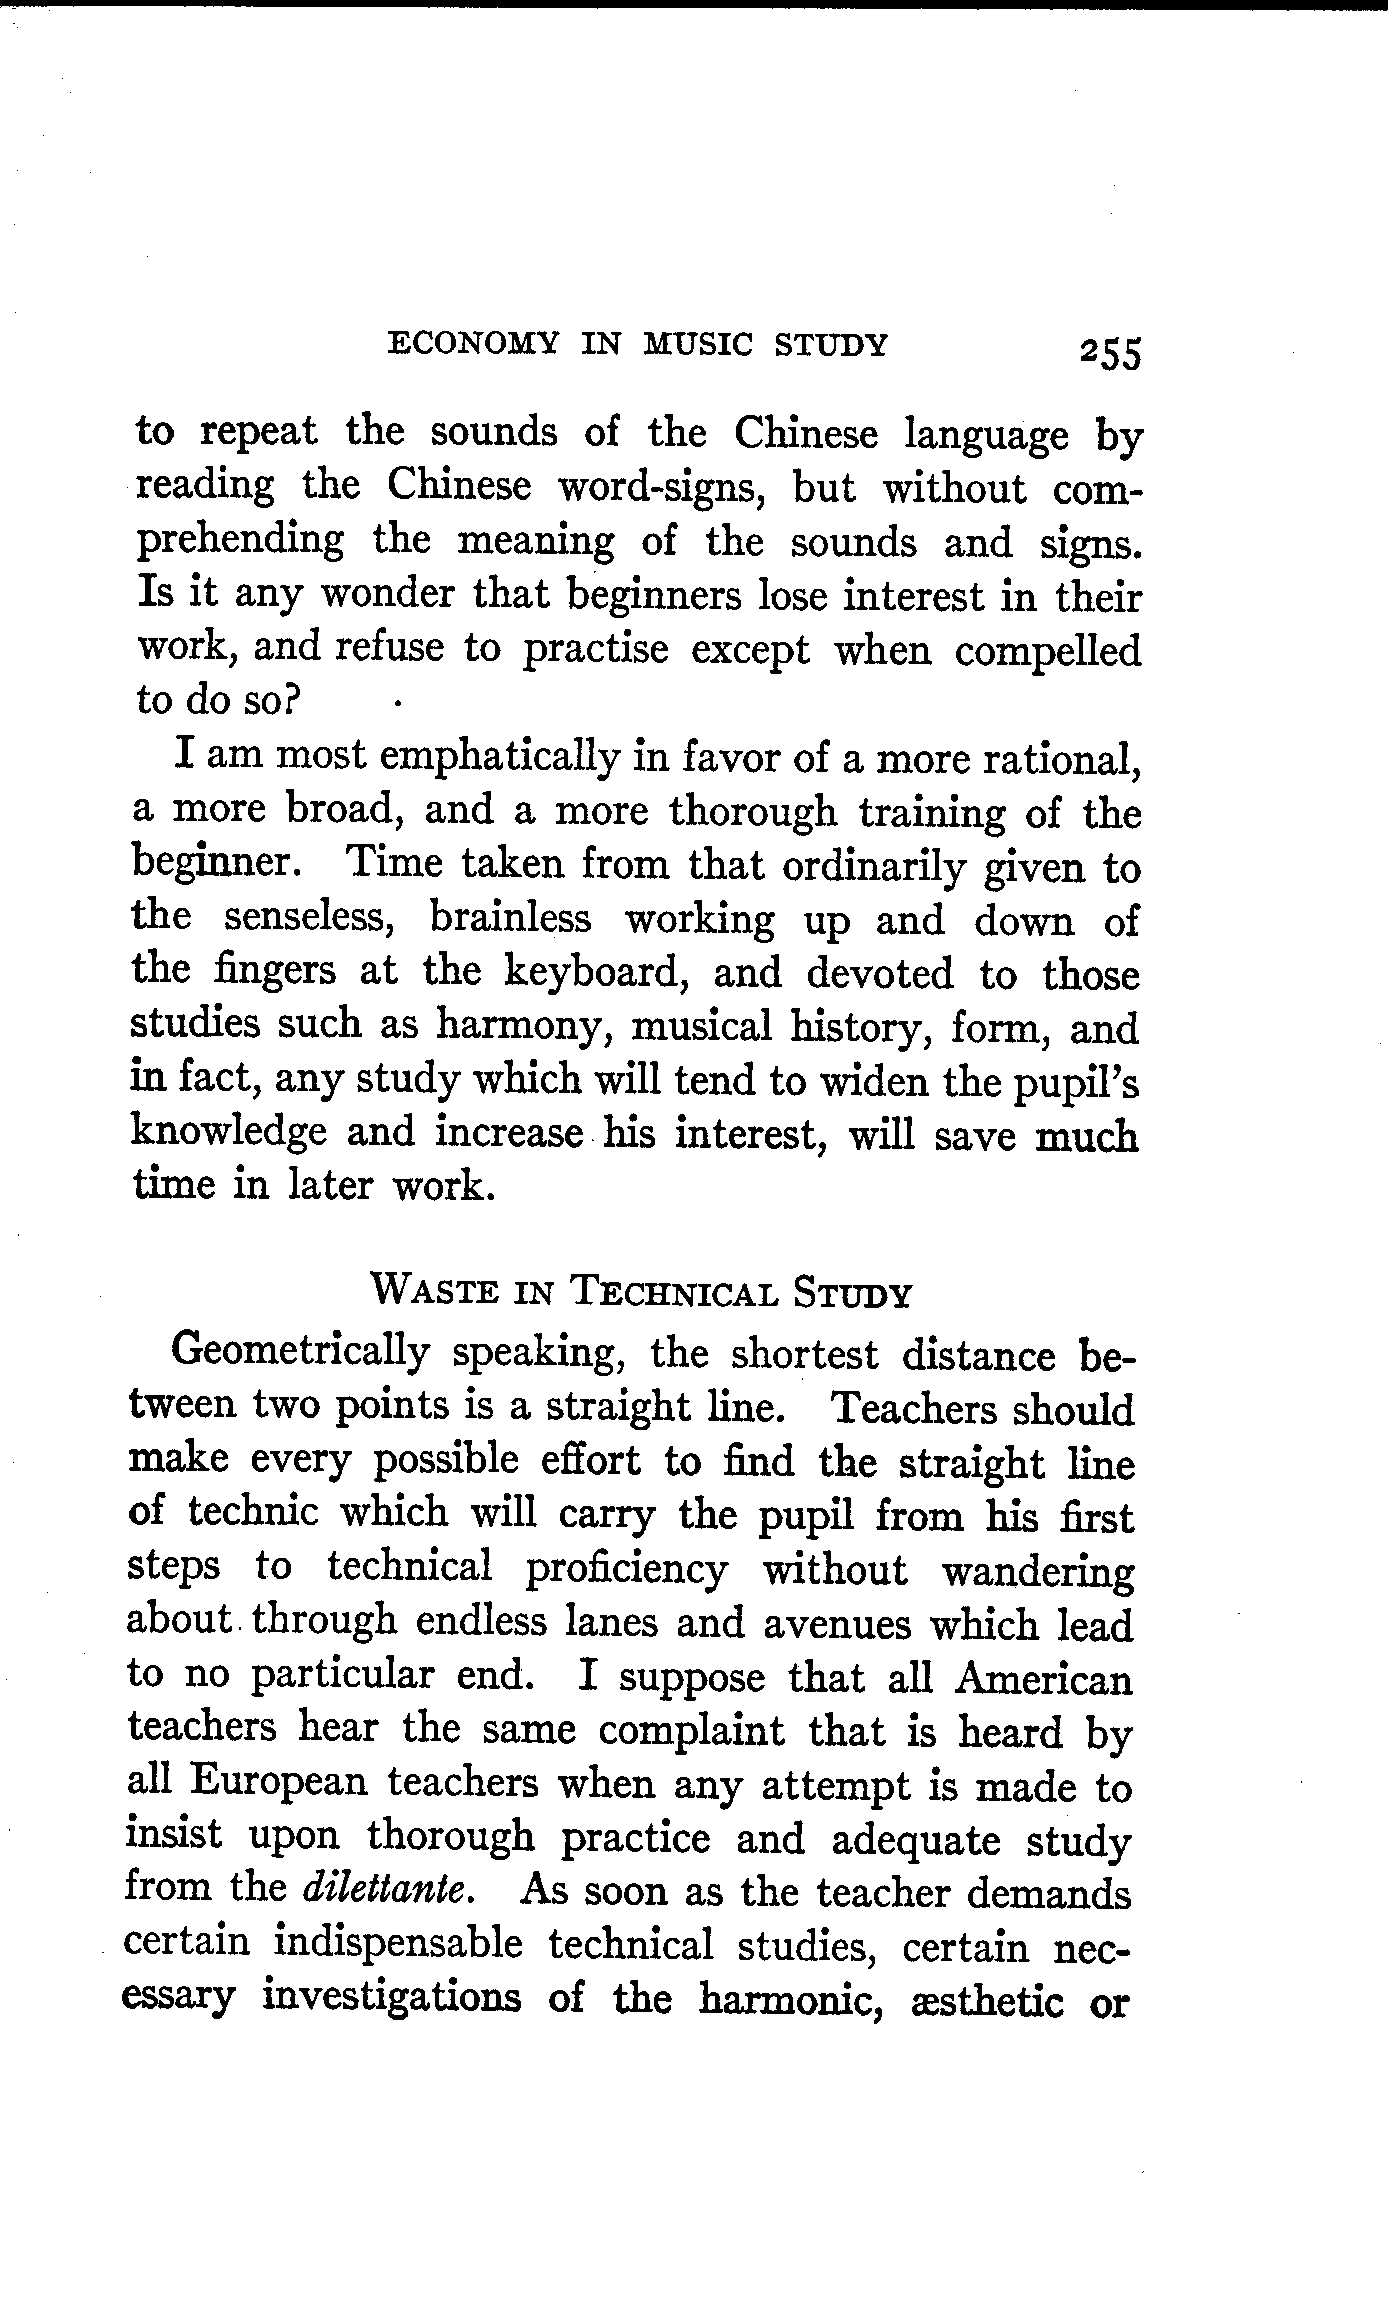 ECONOMY IN MUSIC STUDY 255
to repeat the sounds of the Chinese language by
reading the Chinese word-signs, but without com-
prehending the meaning of the sounds and signs.
Is it any wonder that beginners lose interest in their
work, and refuse to practise except when compelled
to do so?
I am most emphatically in favor of a more rational,
a more broad, and a more thorough training of the
beginner. Time taken from that ordinarily given to
the senseless, brainless working up and down of
the fingers at the keyboard, and devoted to those
studies such as harmony, musical history, form, and
in fact, any study which will tend to widen the pupil's
knowledge and increase his interest, will save much
time in later work.
WASTE IN TECHNICAL STUDY
Geometrically speaking, the shortest distance be-
tween two points is a straight line. Teachers should
make every possible effort to find the straight line
of technic which will carry the pupil from his first
steps to technical proficiency without wandering
about through endless lanes and avenues which lead
to no particular end. I suppose that all American
teachers hear the same complaint that is heard by
all European teachers when any attempt is made to
insist upon thorough practice and adequate study
from the dilettante. As soon as the teacher demands
certain indispensable technical studies, certain nec-
essary investigations of the harmonic, æsthetic or